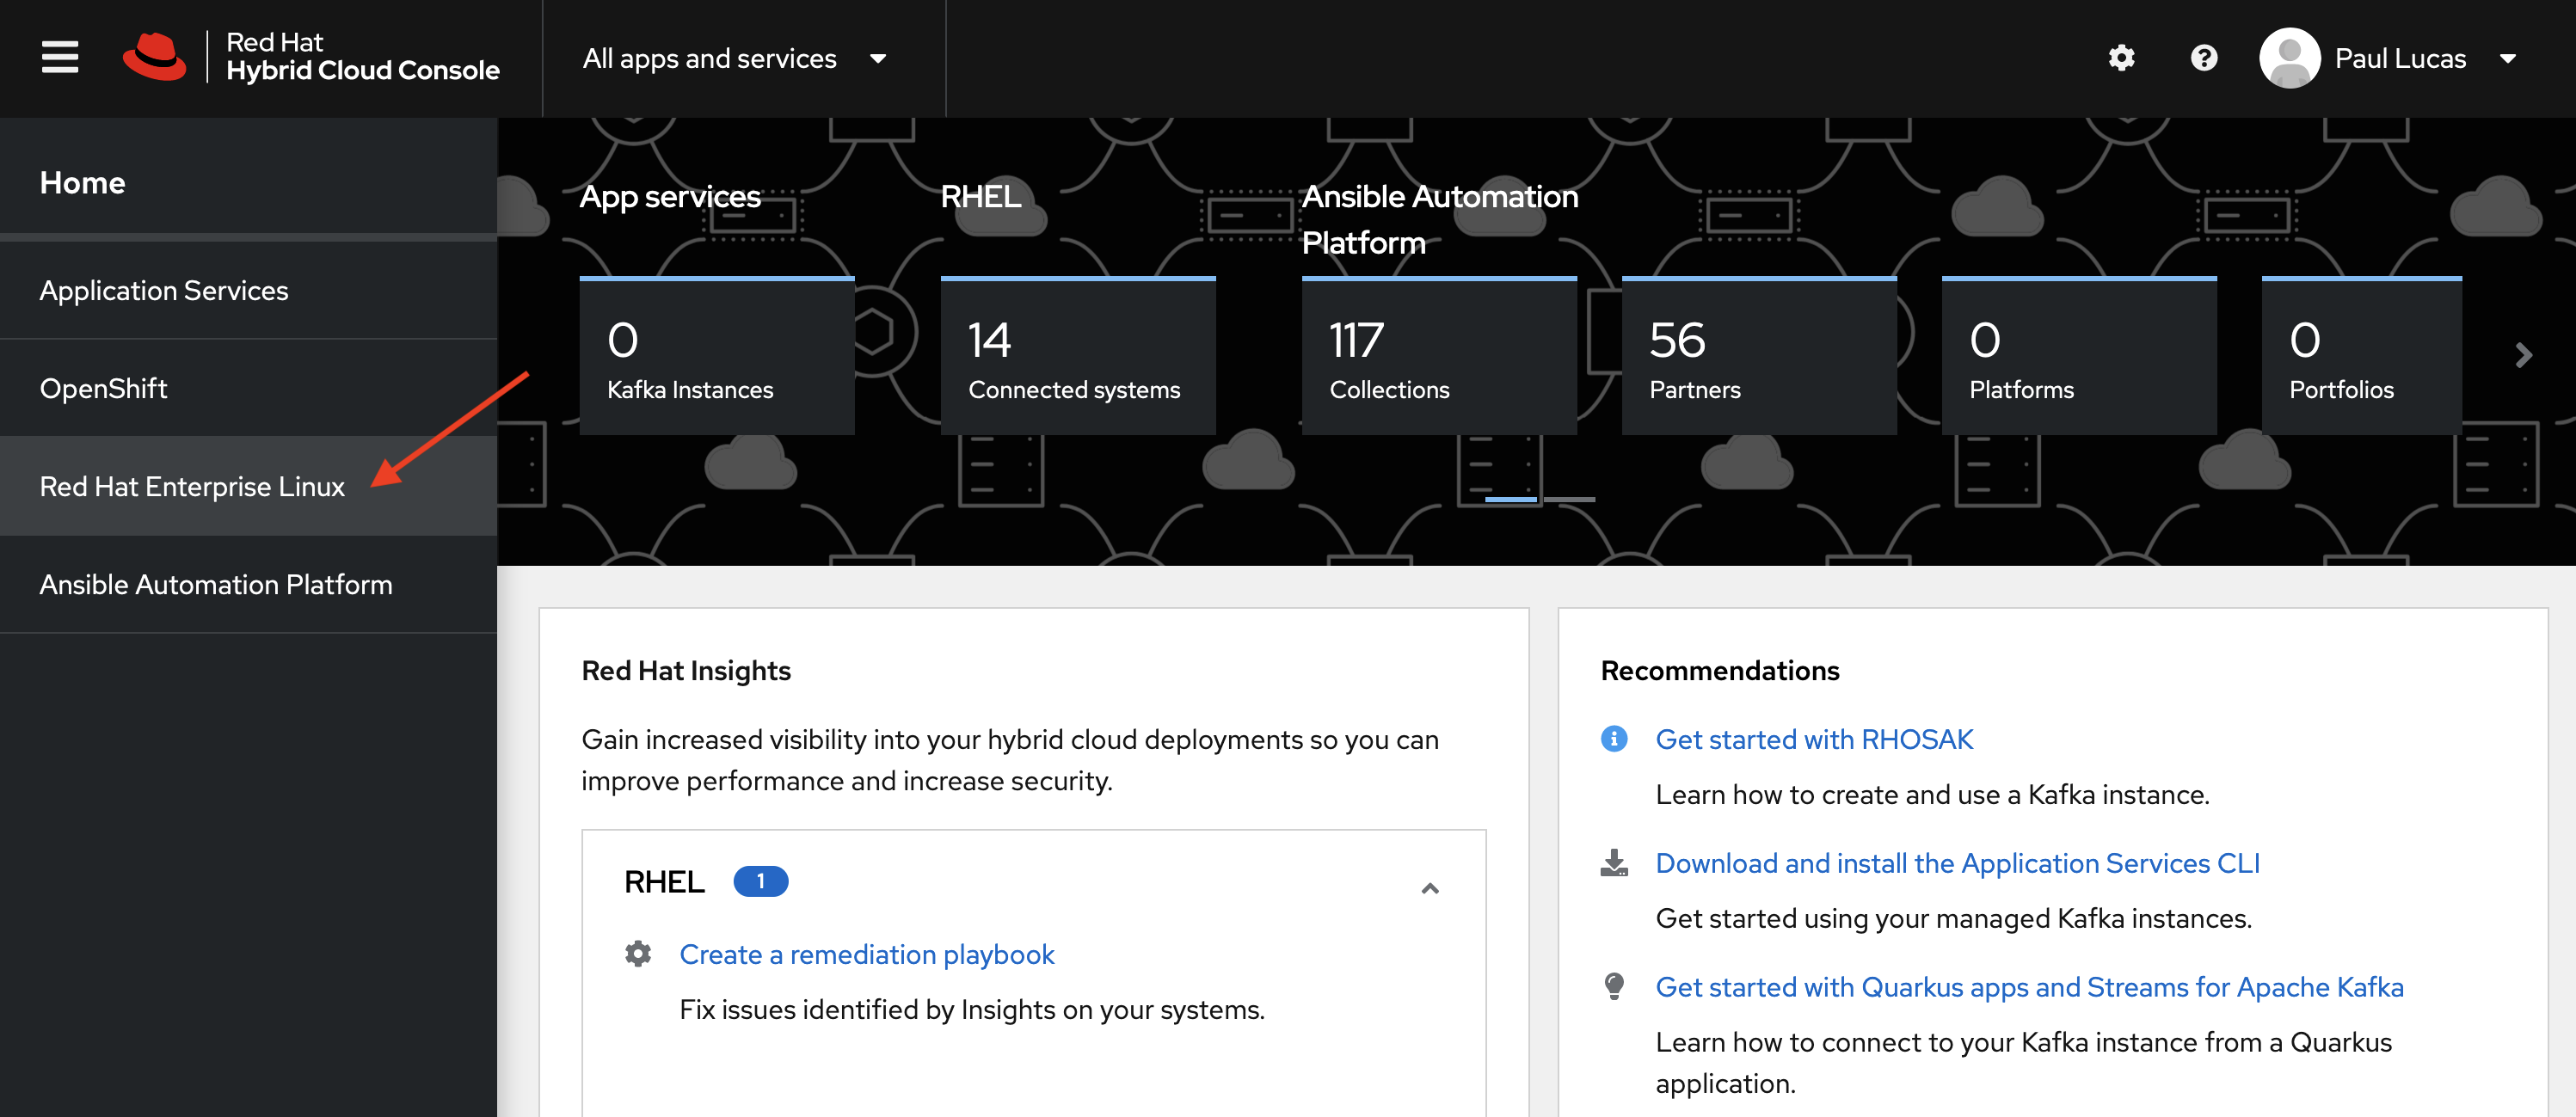 Red Hat
Hybrid Cloud Console
All apps and services
Paul Lucas
Home
Application Services
OpenShift
Red Hat Enterprise Linux
Ansible Automation Platform
App services
RHEL
Ansible Automation
Platform
0
Kafka Instances
14
Connected systems
117
Collections
56
Partners
0
Platforms
0
Portfolios
Red Hat Insights
Gain increased visibility into your hybrid cloud deployments so you can
improve performance and increase security.
RHEL 1
Create a remediation playbook
Fix issues identified by Insights on your systems.
Recommendations
Get started with RHOSAK
Learn how to create and use a Kafka instance.
Download and install the Application Services CLI
Get started using your managed Kafka instances.
Get started with Quarkus apps and Streams for Apache Kafka
Learn how to connect to your Kafka instance from a Quarkus
application.